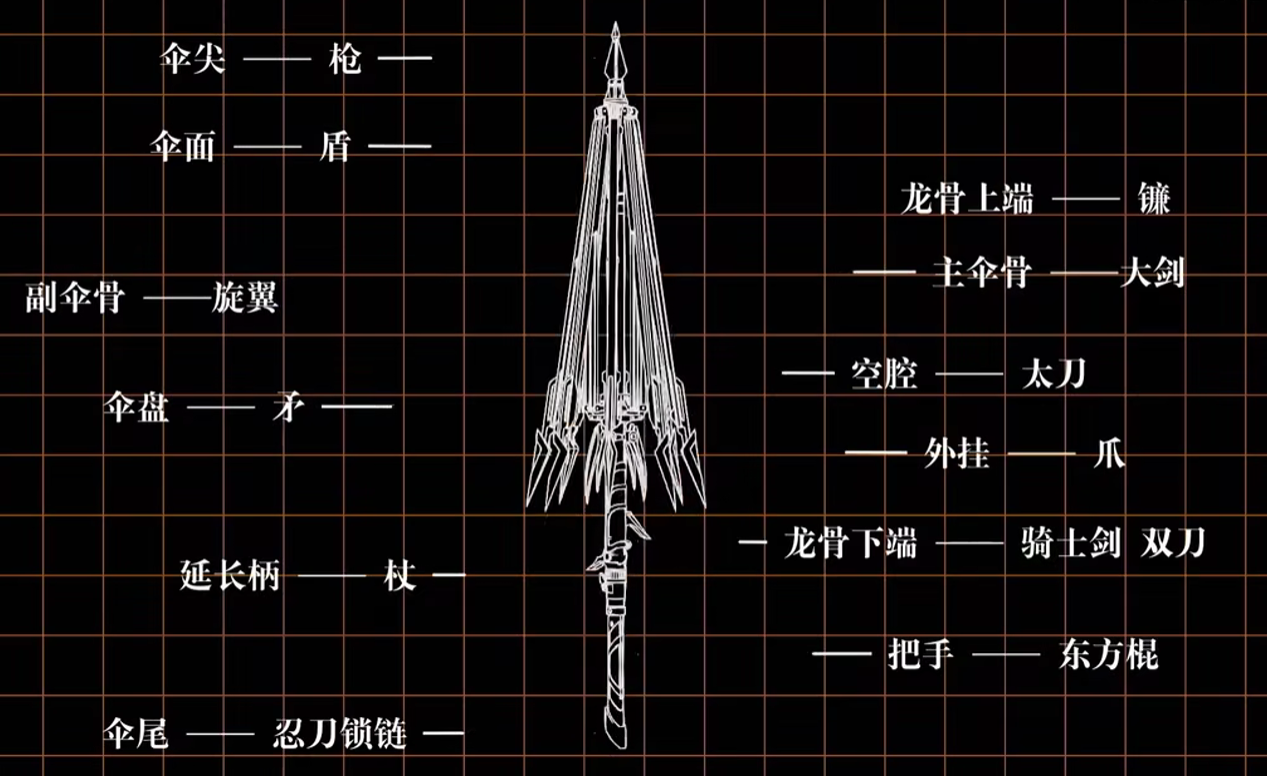 伞尖 —— 枪 —
伞面 —— 盾 —
副伞骨 ——旋翼
伞盘 —— 矛 —
延长柄 —— 杖 —
伞尾 —— 忍刀锁链 —
龙骨上端 —— 镰
— 主伞骨 ——大剑
— 空腔 —— 太刀
— 外挂 —— 爪
— 龙骨下端 —— 骑士剑 双刀
— 把手 —— 东方棍